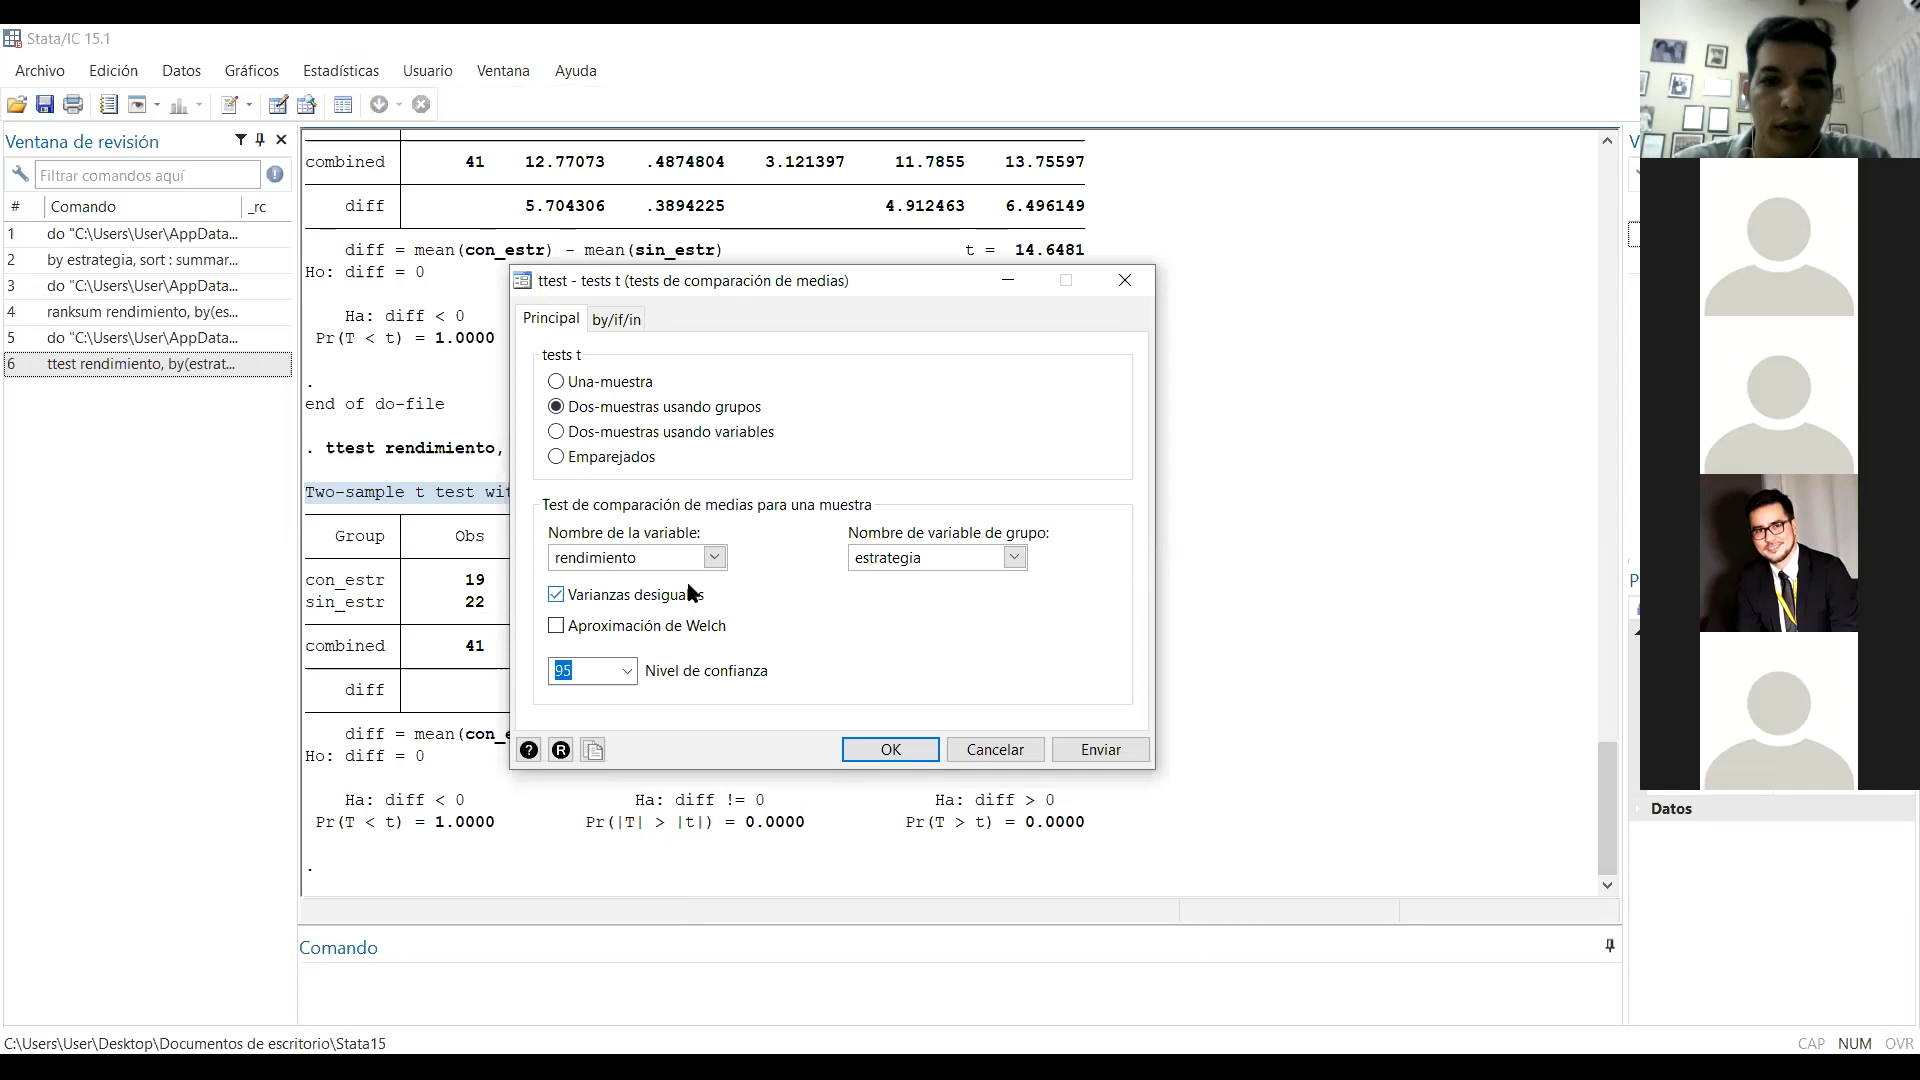 Stata/IC 15.1
Archivo Edición Datos Gráficos Estadísticas Usuario Ventana Ayuda
Ventana de revisión
Filtrar comandos aquí
# Comando _rc
1 do "C:\Users\User\AppData...
2 by estrategia, sort : summar...
3 do "C:\Users\User\AppData...
4 ranksum rendimiento, by(es...
5 do "C:\Users\User\AppData...
6 ttest rendimiento, by(estrat...
combined 41 12.77073 .4874804 3.121397 11.7855 13.75597
diff 5.704306 .3894225 4.912463 6.496149
diff = mean(con_estr) - mean(sin_estr) t = 14.6481
Ho: diff = 0
Ha: diff < 0
Pr(T < t) = 1.0000
.
end of do-file
. ttest rendimiento,
Two-sample t test wit
Group Obs
con_estr 19
sin_estr 22
combined 41
diff
diff = mean(con_e
Ho: diff = 0
Ha: diff < 0 Ha: diff != 0 Ha: diff > 0
Pr(T < t) = 1.0000 Pr(|T| > |t|) = 0.0000 Pr(T > t) = 0.0000
.
ttest - tests t (tests de comparación de medias)
Principal by/if/in
tests t
Una-muestra
Dos-muestras usando grupos
Dos-muestras usando variables
Emparejados
Test de comparación de medias para una muestra
Nombre de la variable: Nombre de variable de grupo:
rendimiento estrategia
Varianzas desiguales
Aproximación de Welch
95 Nivel de confianza
? R OK Cancelar Enviar
V
P
Datos
Comando
C:\Users\User\Desktop\Documentos de escritorio\Stata15
CAP NUM OVR